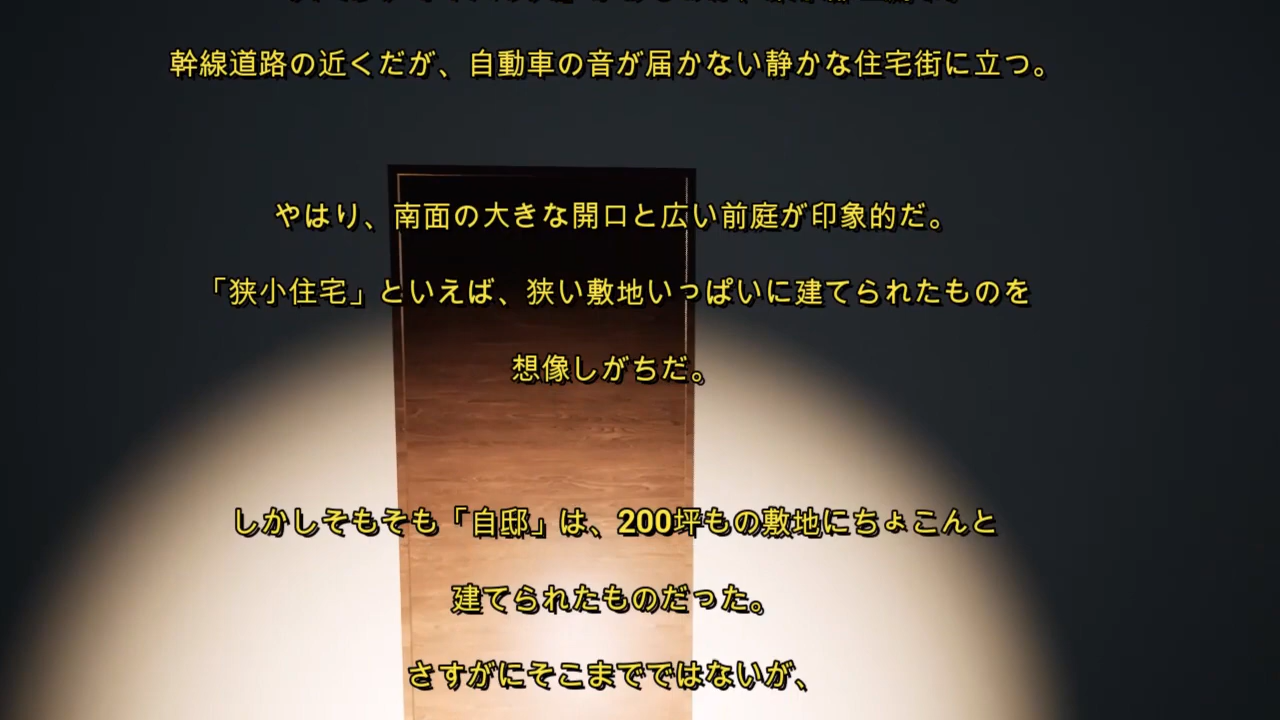 幹線道路の近くだが、自動車の音が届かない静かな住宅街に立つ。
やはり、南面の大きな開口と広い前庭が印象的だ。
「狭小住宅」といえば、狭い敷地いっぱいに建てられたものを
想像しがちだ。
しかしそもそも「自邸」は、200坪もの敷地にちょこんと
建てられたものだった。
さすがにそこまでではないが、